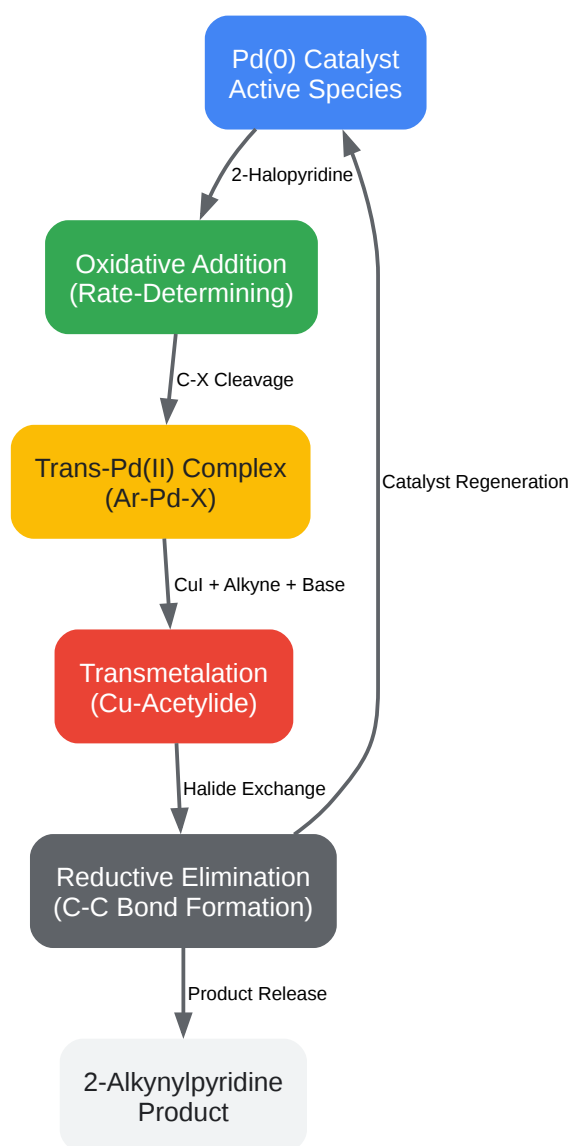 Pd(0) Catalyst
Active Species
2-Halopyridine
Oxidative Addition
(Rate-Determining)
C-X Cleavage
Trans-Pd(II) Complex
(Ar-Pd-X)
Catalyst Regeneration
CuI + Alkyne + Base
Transmetalation
(Cu-Acetylide)
Halide Exchange
Reductive Elimination
(C-C Bond Formation)
Product Release
2-Alkynylpyridine
Product